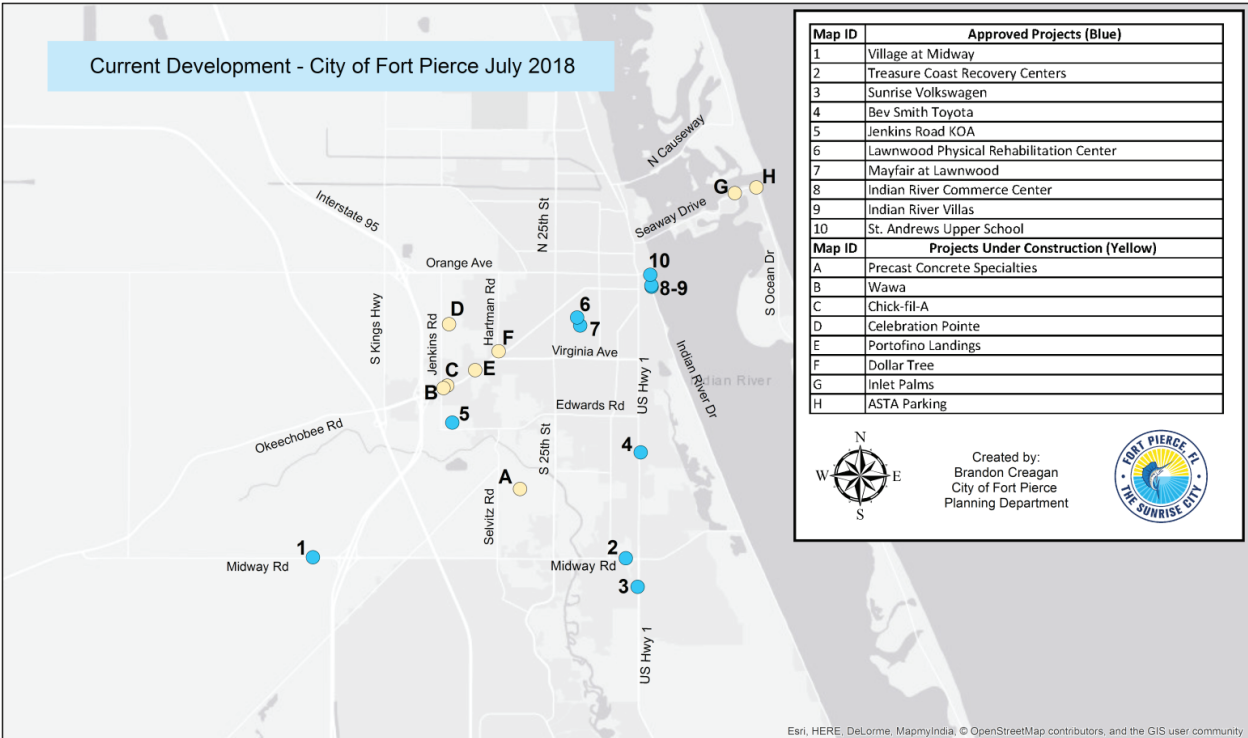 Current Development - City of Fort Pierce July 2018
Map ID Approved Projects (Blue)
1 Village at Midway
2 Treasure Coast Recovery Centers
3 Sunrise Volkswagen
4 Bev Smith Toyota
5 Jenkins Road KOA
6 Lawnwood Physical Rehabilitation Center
7 Mayfair at Lawnwood
8 Indian River Commerce Center
9 Indian River Villas
10 St. Andrews Upper School
Map ID Projects Under Construction (Yellow)
A Precast Concrete Specialties
B Wawa
C Chick-fil-A
D Celebration Pointe
E Portofino Landings
F Dollar Tree
G Inlet Palms
H ASTA Parking
N
W E
S
Created by:
Brandon Creagan
City of Fort Pierce
Planning Department
FORT PIERCE, FL
THE SUNRISE CITY
N Causeway
H
G
Interstate 95
N 25th St
Seaway Drive
Orange Ave
10
8-9
S Ocean Dr
S Kings Hwy
Jenkins Rd
Hartman Rd
D
6
7
F
Virginia Ave
E
C
B
US Hwy 1
Indian River Dr
Indian River
5
Edwards Rd
Okeechobee Rd
S 25th St
4
A
Selvitz Rd
1
Midway Rd
2
Midway Rd
3
US Hwy 1
Esri, HERE, DeLorme, MapmyIndia, © OpenStreetMap contributors, and the GIS user community